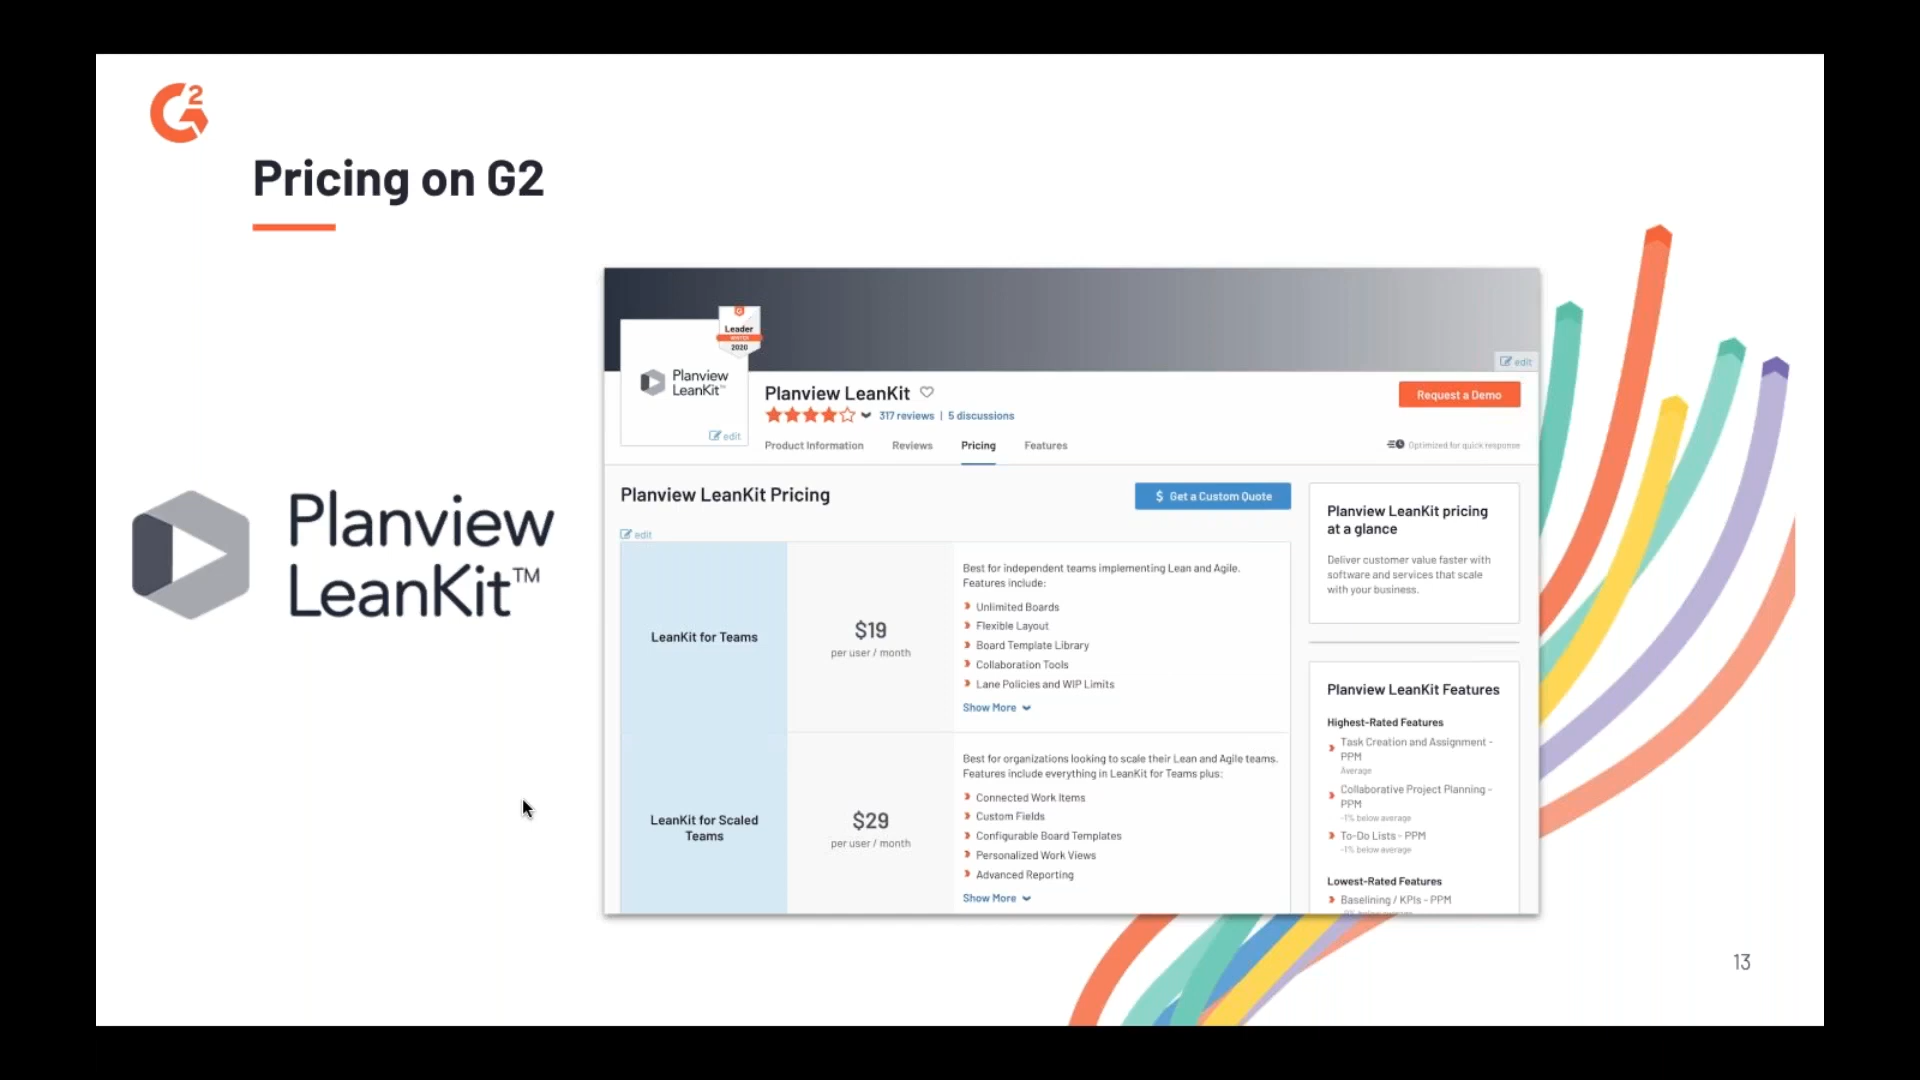 G2
Pricing on G2
Planview
LeanKit™
Leader
WINTER
2020
Planview
LeanKit™
edit
edit
Planview LeanKit
317 reviews | 5 discussions
Request a Demo
Product Information Reviews Pricing Features
Optimized for quick response
Planview LeanKit Pricing
$ Get a Custom Quote
edit
LeanKit for Teams
$19
per user / month
Best for independent teams implementing Lean and Agile.
Features include:
Unlimited Boards
Flexible Layout
Board Template Library
Collaboration Tools
Lane Policies and WIP Limits
Show More
LeanKit for Scaled
Teams
$29
per user / month
Best for organizations looking to scale their Lean and Agile teams.
Features include everything in LeanKit for Teams plus:
Connected Work Items
Custom Fields
Configurable Board Templates
Personalized Work Views
Advanced Reporting
Show More
Planview LeanKit pricing
at a glance
Deliver customer value faster with
software and services that scale
with your business.
Planview LeanKit Features
Highest-Rated Features
Task Creation and Assignment -
PPM
Average
Collaborative Project Planning -
PPM
-1% below average
To-Do Lists - PPM
-1% below average
Lowest-Rated Features
Baselining / KPIs - PPM
13